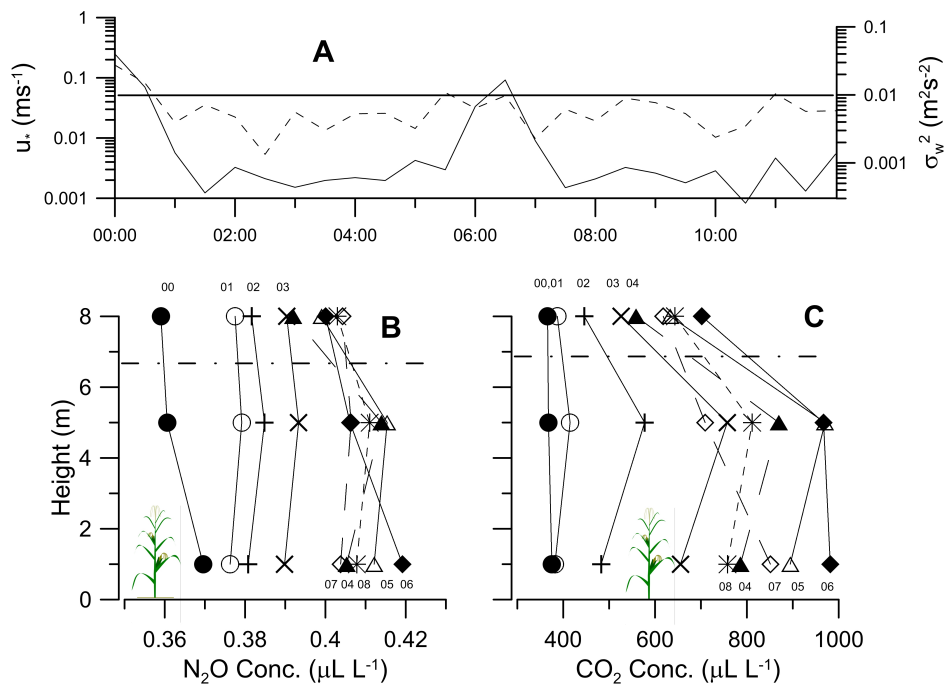 A
1
0.1
0.01
0.001
u* (ms-1)
0.1
0.01
0.001
σw2 (m2s-2)
00:00 02:00 04:00 06:00 08:00 10:00
B
00 01 02 03
8
6
4
2
0
Height (m)
07 04 08 05 06
0.36 0.38 0.4 0.42
N2O Conc. (μL L-1)
C
00,01 02 03 04
08 04 07 05 06
400 600 800 1000
CO2 Conc. (μL L-1)